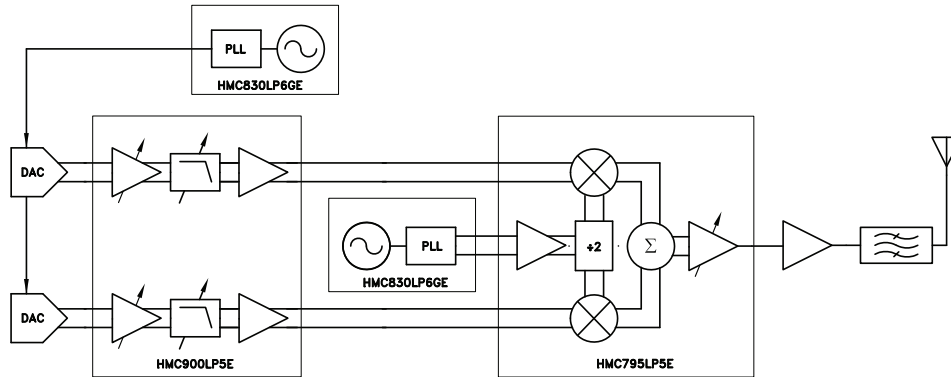 PLL
HMC830LP6GE
DAC
÷2
Σ
PLL
HMC830LP6GE
DAC
HMC900LP5E
HMC795LP5E